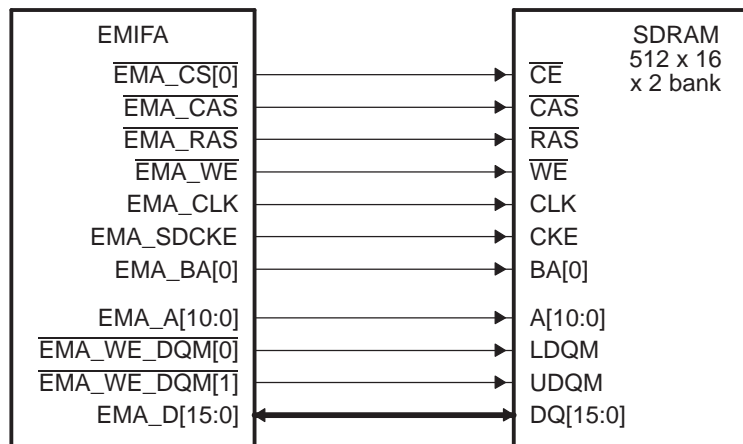 EMIFA
SDRAM
512 x 16
x 2 bank
EMA_CS[0]
CE
EMA_CAS
CAS
EMA_RAS
RAS
EMA_WE
WE
EMA_CLK
CLK
EMA_SDCKE
CKE
EMA_BA[0]
BA[0]
EMA_A[10:0]
A[10:0]
EMA_WE_DQM[0]
LDQM
EMA_WE_DQM[1]
UDQM
EMA_D[15:0]
DQ[15:0]